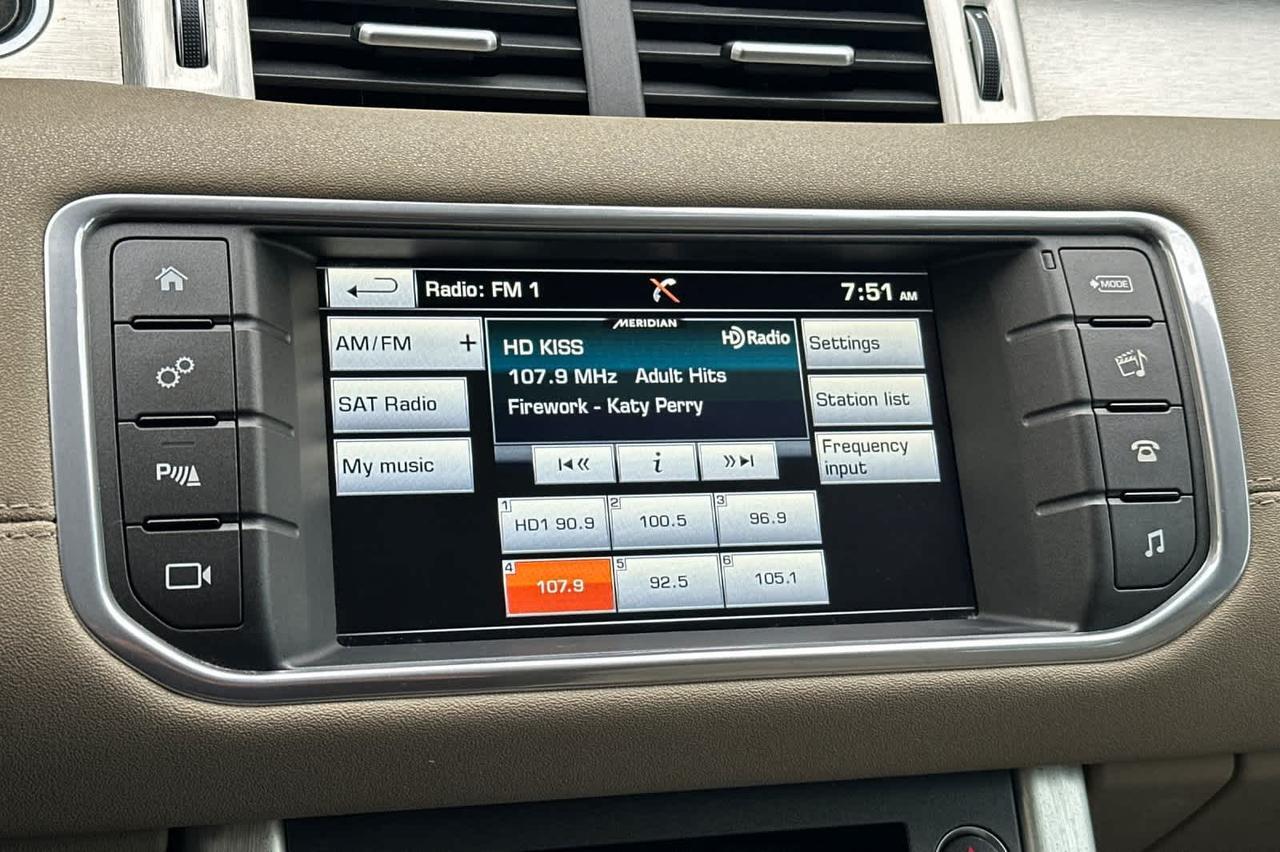 Radio: FM 1
7:51 AM
MODE
AM/FM +
MERIDIAN
HD Radio
Settings
HD KISS
107.9 MHz Adult Hits
SAT Radio
Firework - Katy Perry
Station list
My music
i
Frequency
input
P
1 HD1 90.9
2 100.5
3 96.9
4 107.9
5 92.5
6 105.1